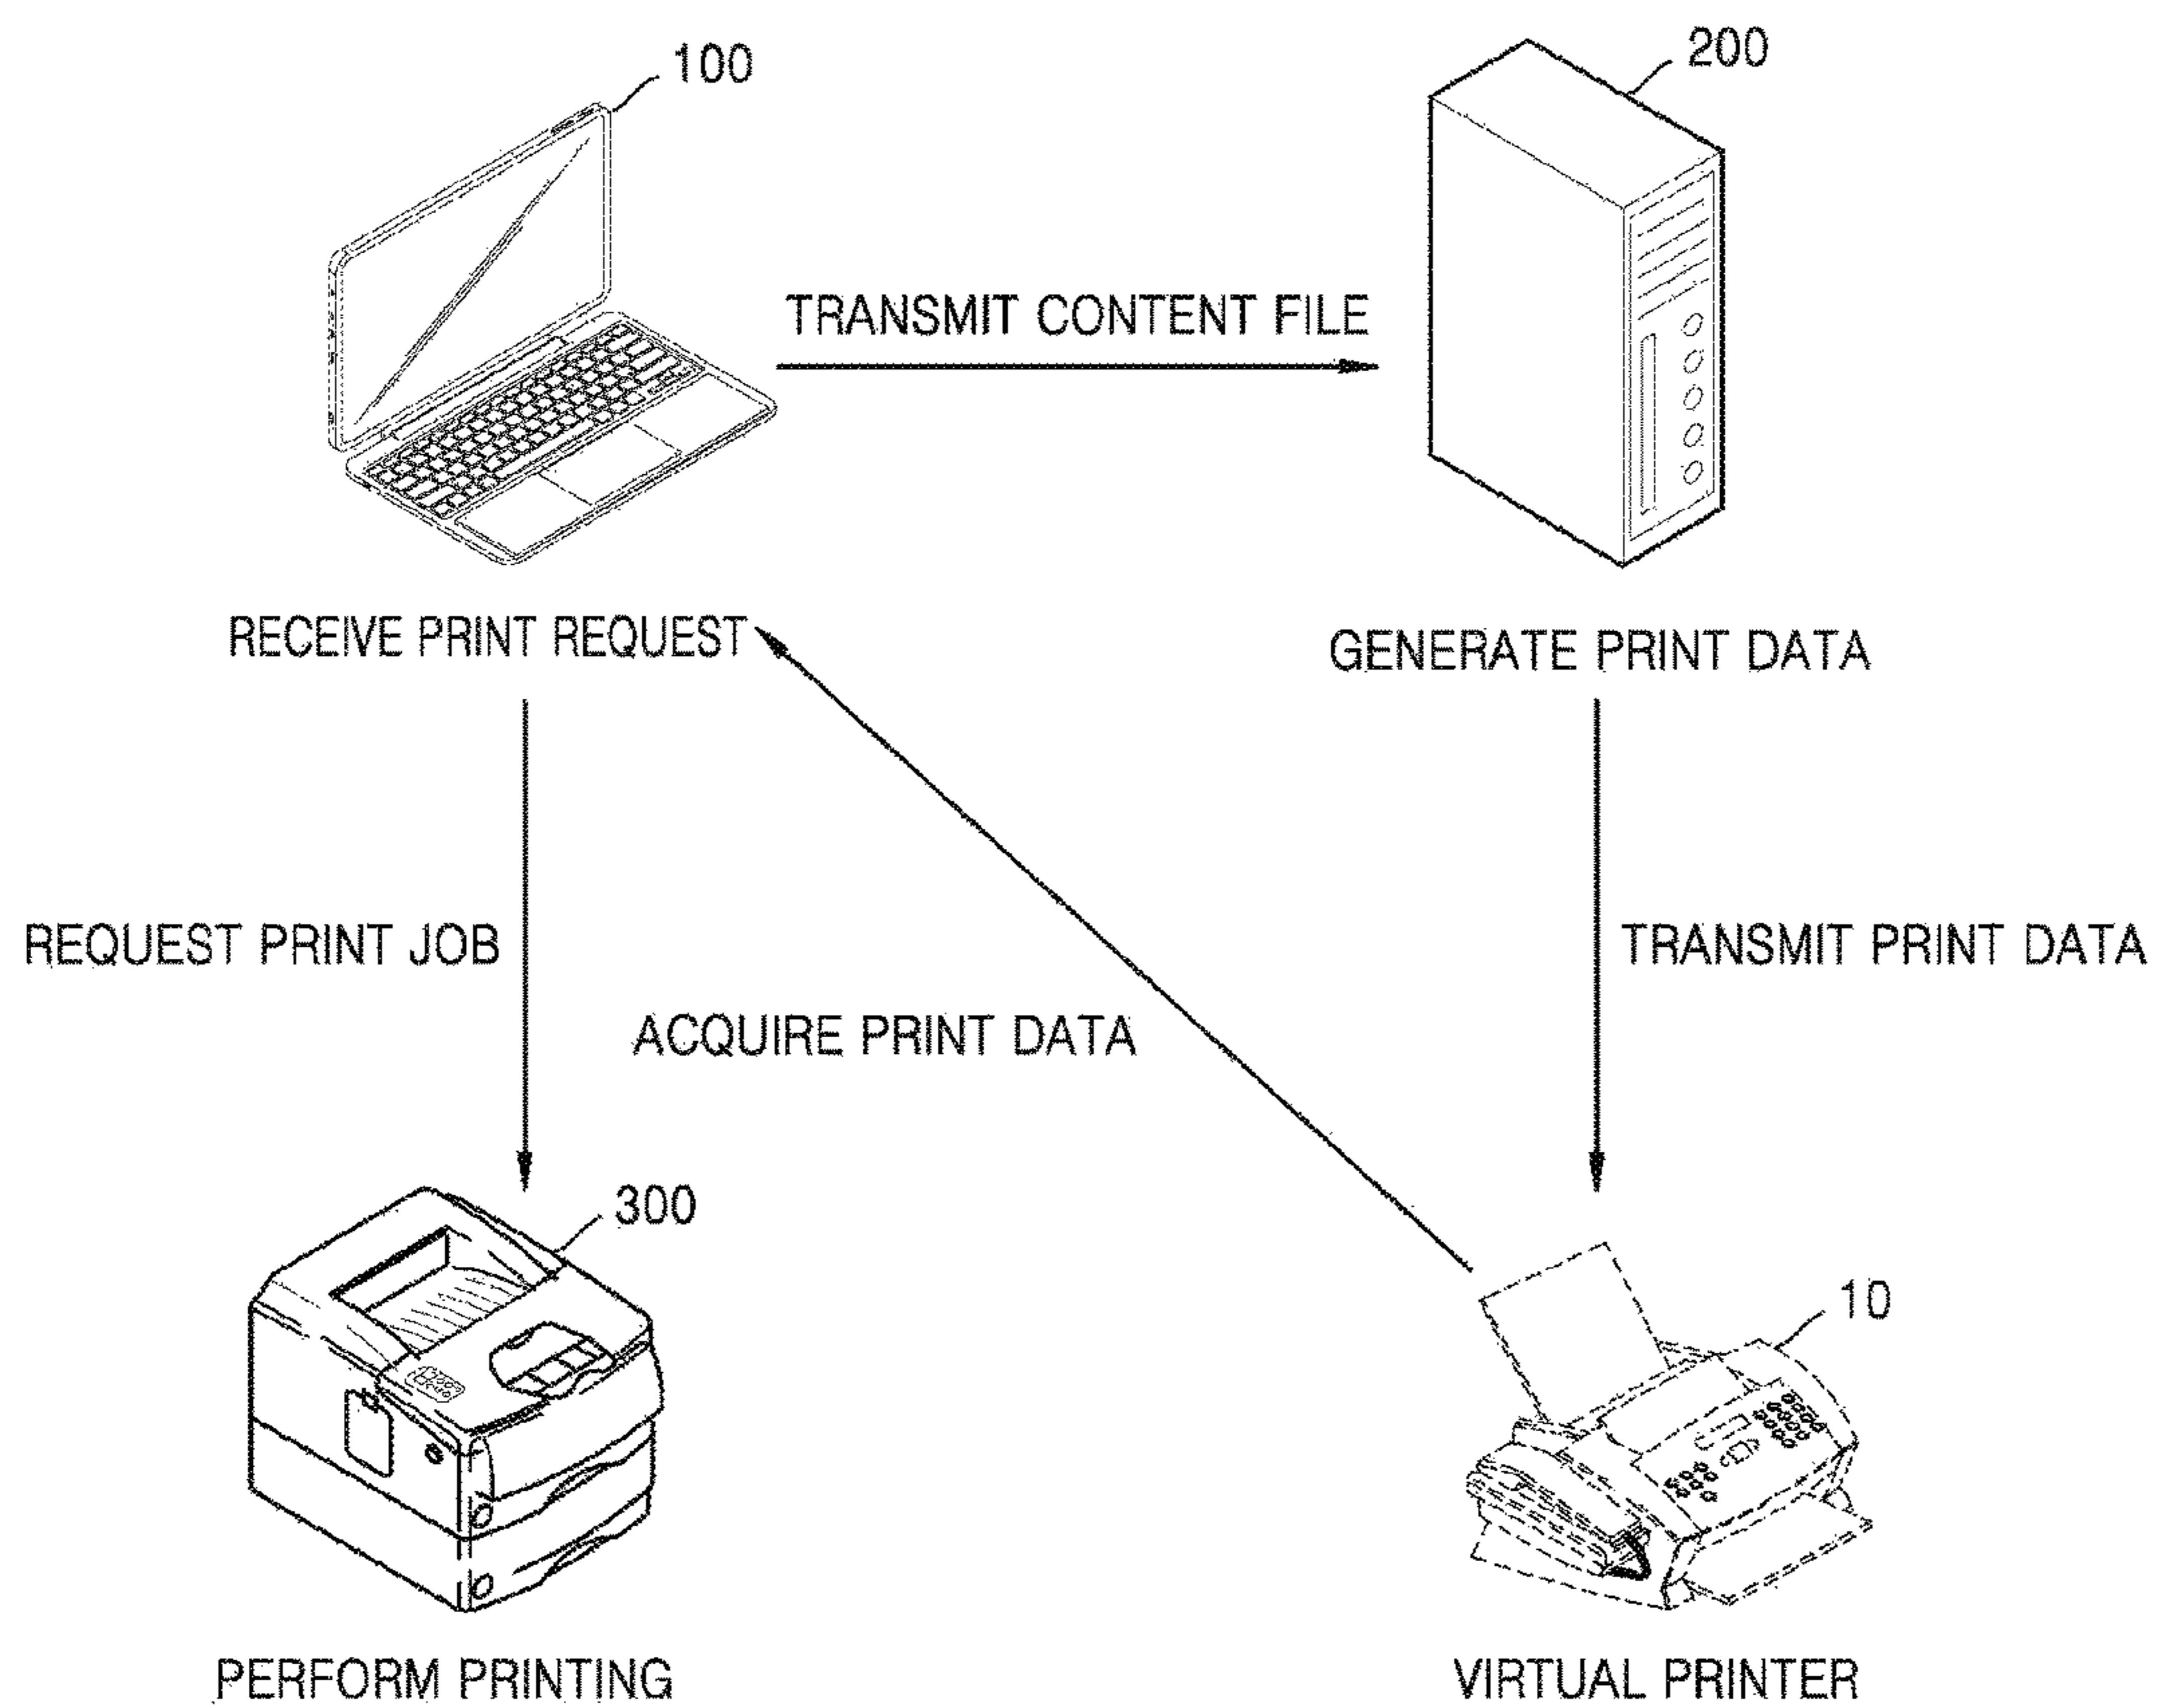 100
200
TRANSMIT CONTENT FILE
RECEIVE PRINT REQUEST
GENERATE PRINT DATA
REQUEST PRINT JOB
TRANSMIT PRINT DATA
ACQUIRE PRINT DATA
300
10
PERFORM PRINTING
VIRTUAL PRINTER